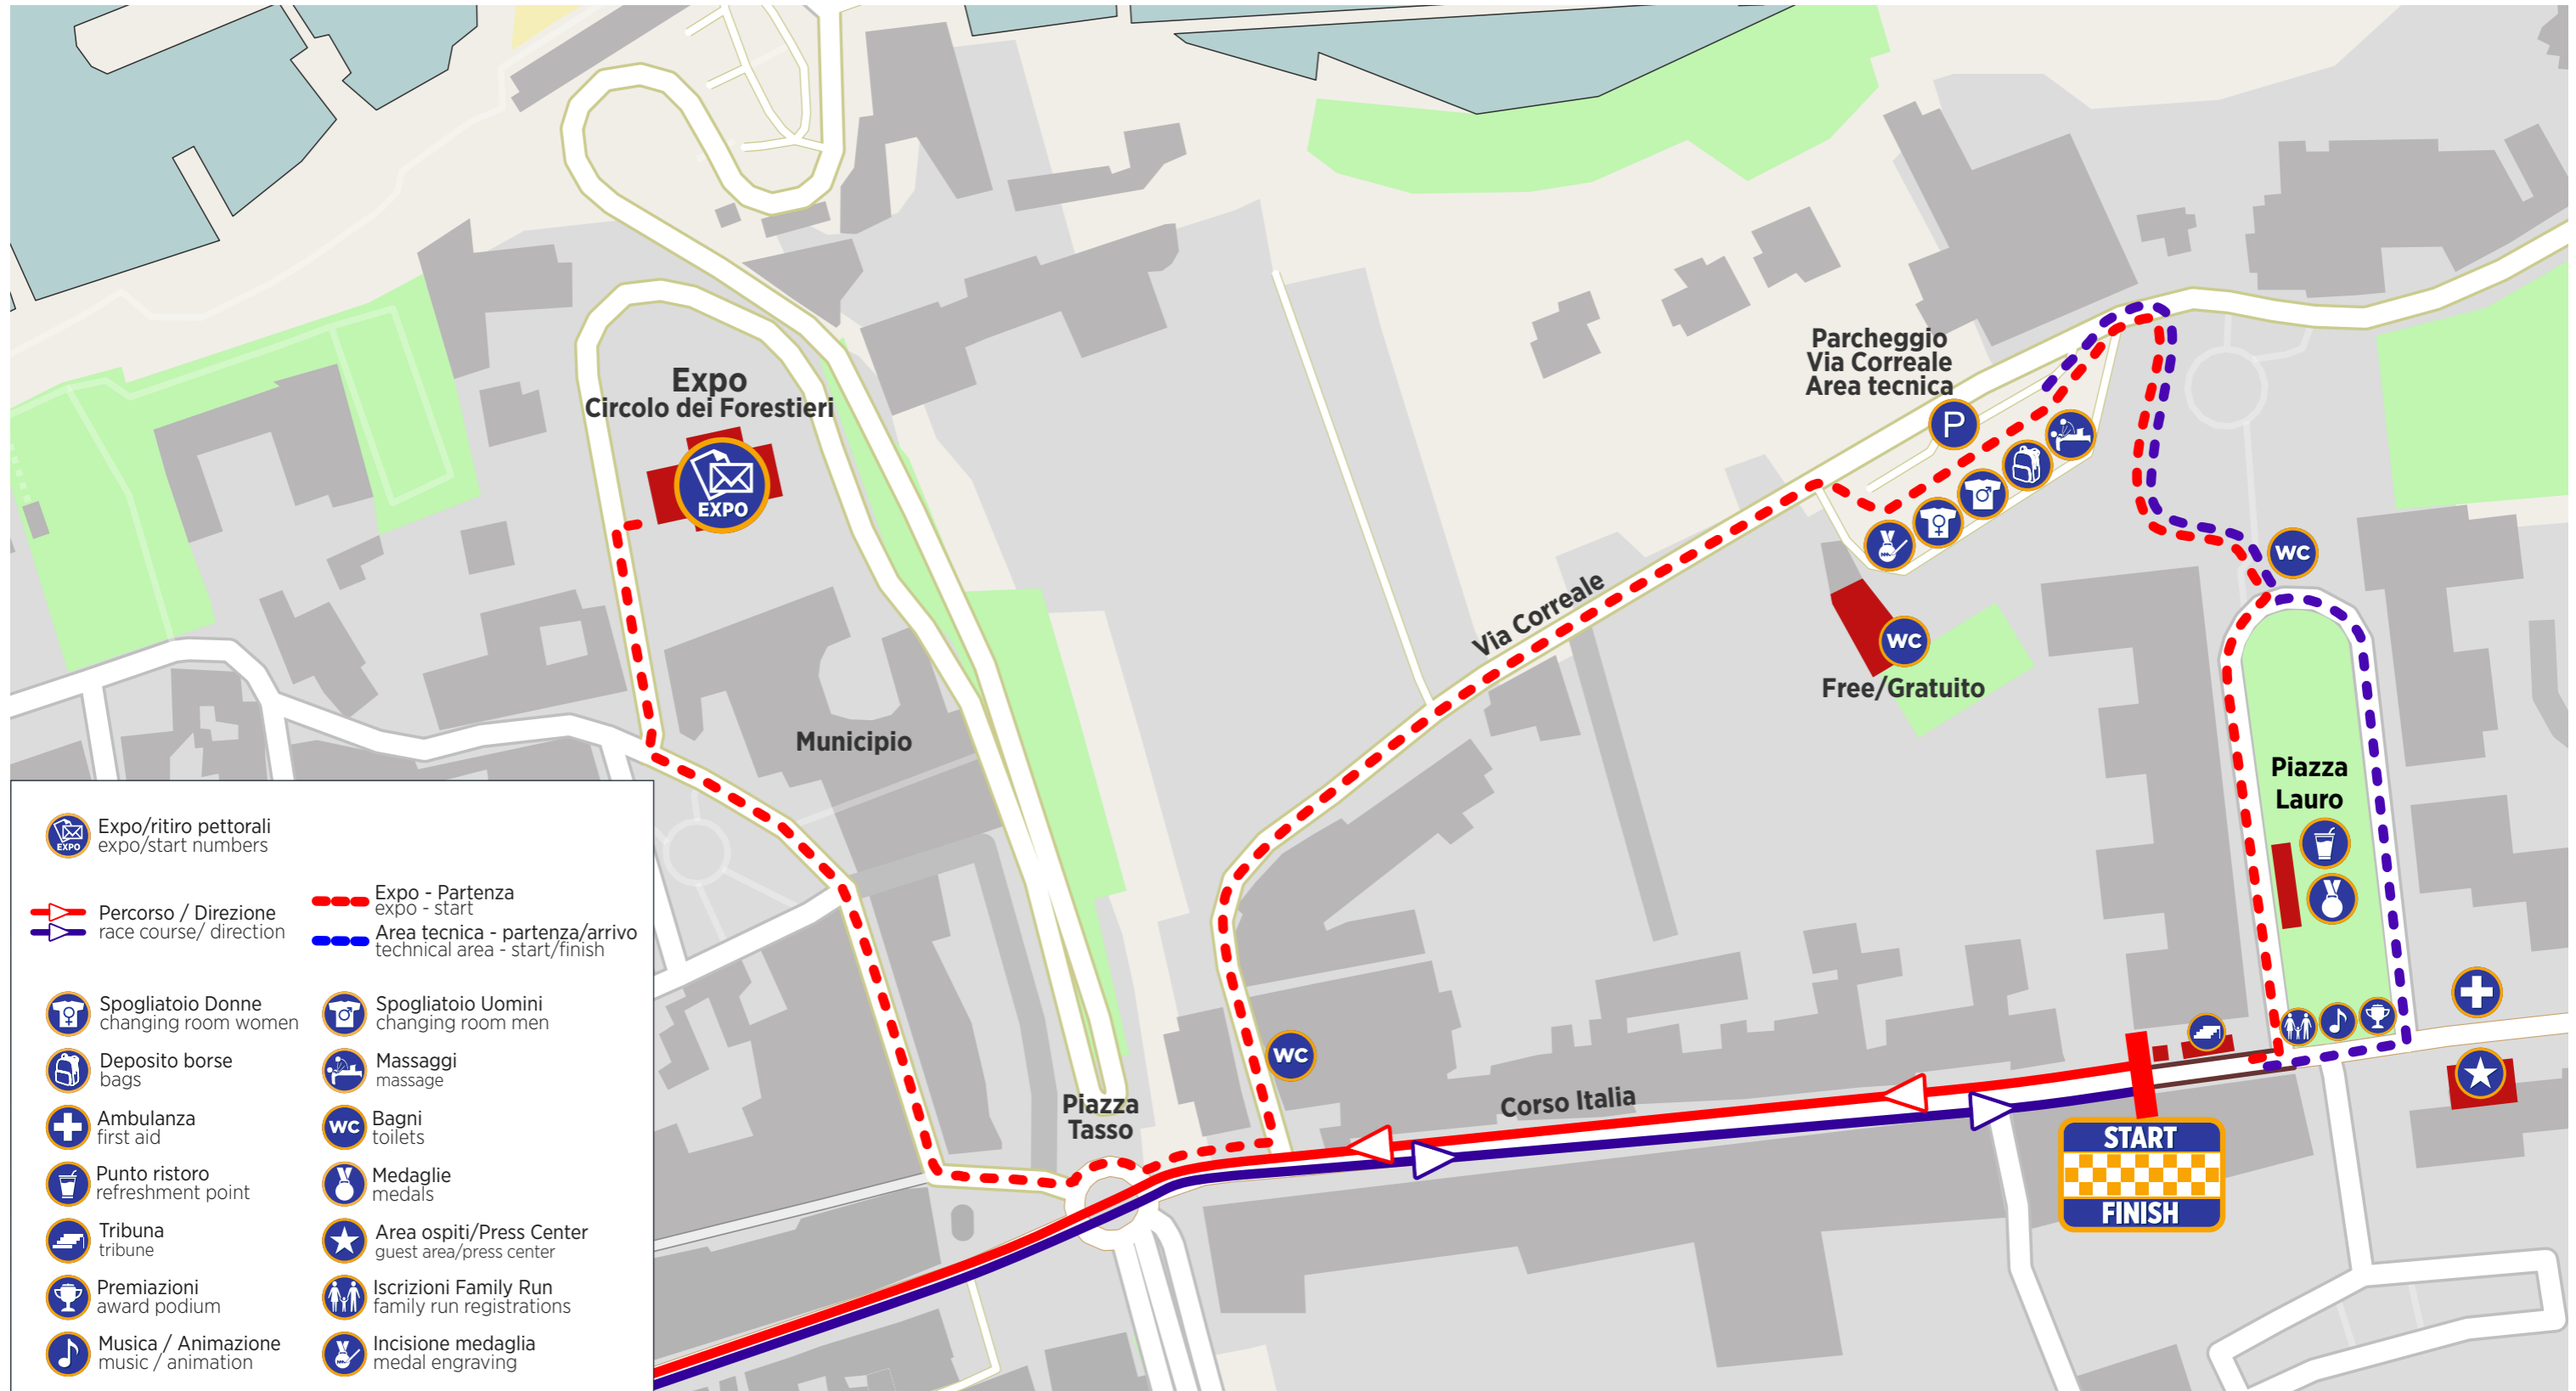 Expo
Circolo dei Forestieri
EXPO
Municipio
Piazza
Tasso
WC
Via Correale
Corso Italia
Parcheggio
Via Correale
Area tecnica
P
WC
Free/Gratuito
WC
Piazza
Lauro
START
FINISH
EXPO
Expo/ritiro pettorali
expo/start numbers
Percorso / Direzione
race course/ direction
Expo - Partenza
expo - start
Area tecnica - partenza/arrivo
technical area - start/finish
Spogliatoio Donne
changing room women
Spogliatoio Uomini
changing room men
Deposito borse
bags
Massaggi
massage
Ambulanza
first aid
WC
Bagni
toilets
Punto ristoro
refreshment point
Medaglie
medals
Tribuna
tribune
Area ospiti/Press Center
guest area/press center
Premiazioni
award podium
Iscrizioni Family Run
family run registrations
Musica / Animazione
music / animation
Incisione medaglia
medal engraving